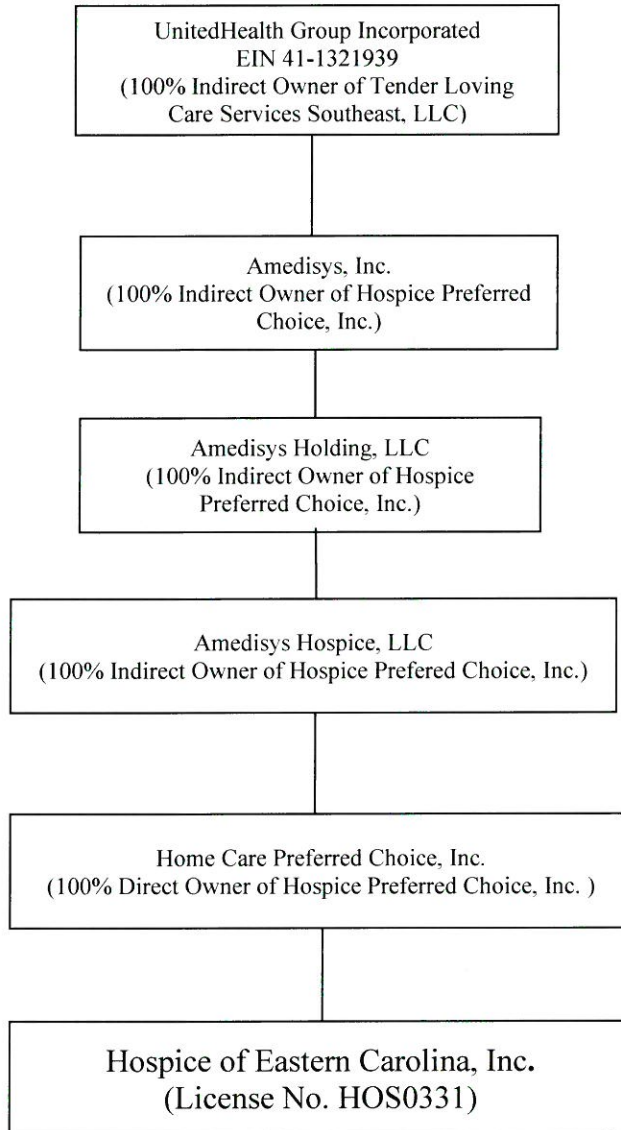 UnitedHealth Group Incorporated
EIN 41-1321939
(100% Indirect Owner of Tender Loving
Care Services Southeast, LLC)
Amedisys, Inc.
(100% Indirect Owner of Hospice Preferred
Choice, Inc.)
Amedisys Holding, LLC
(100% Indirect Owner of Hospice
Preferred Choice, Inc.)
Amedisys Hospice, LLC
(100% Indirect Owner of Hospice Prefered Choice, Inc.)
Home Care Preferred Choice, Inc.
(100% Direct Owner of Hospice Preferred Choice, Inc. )
Hospice of Eastern Carolina, Inc.
(License No. HOS0331)